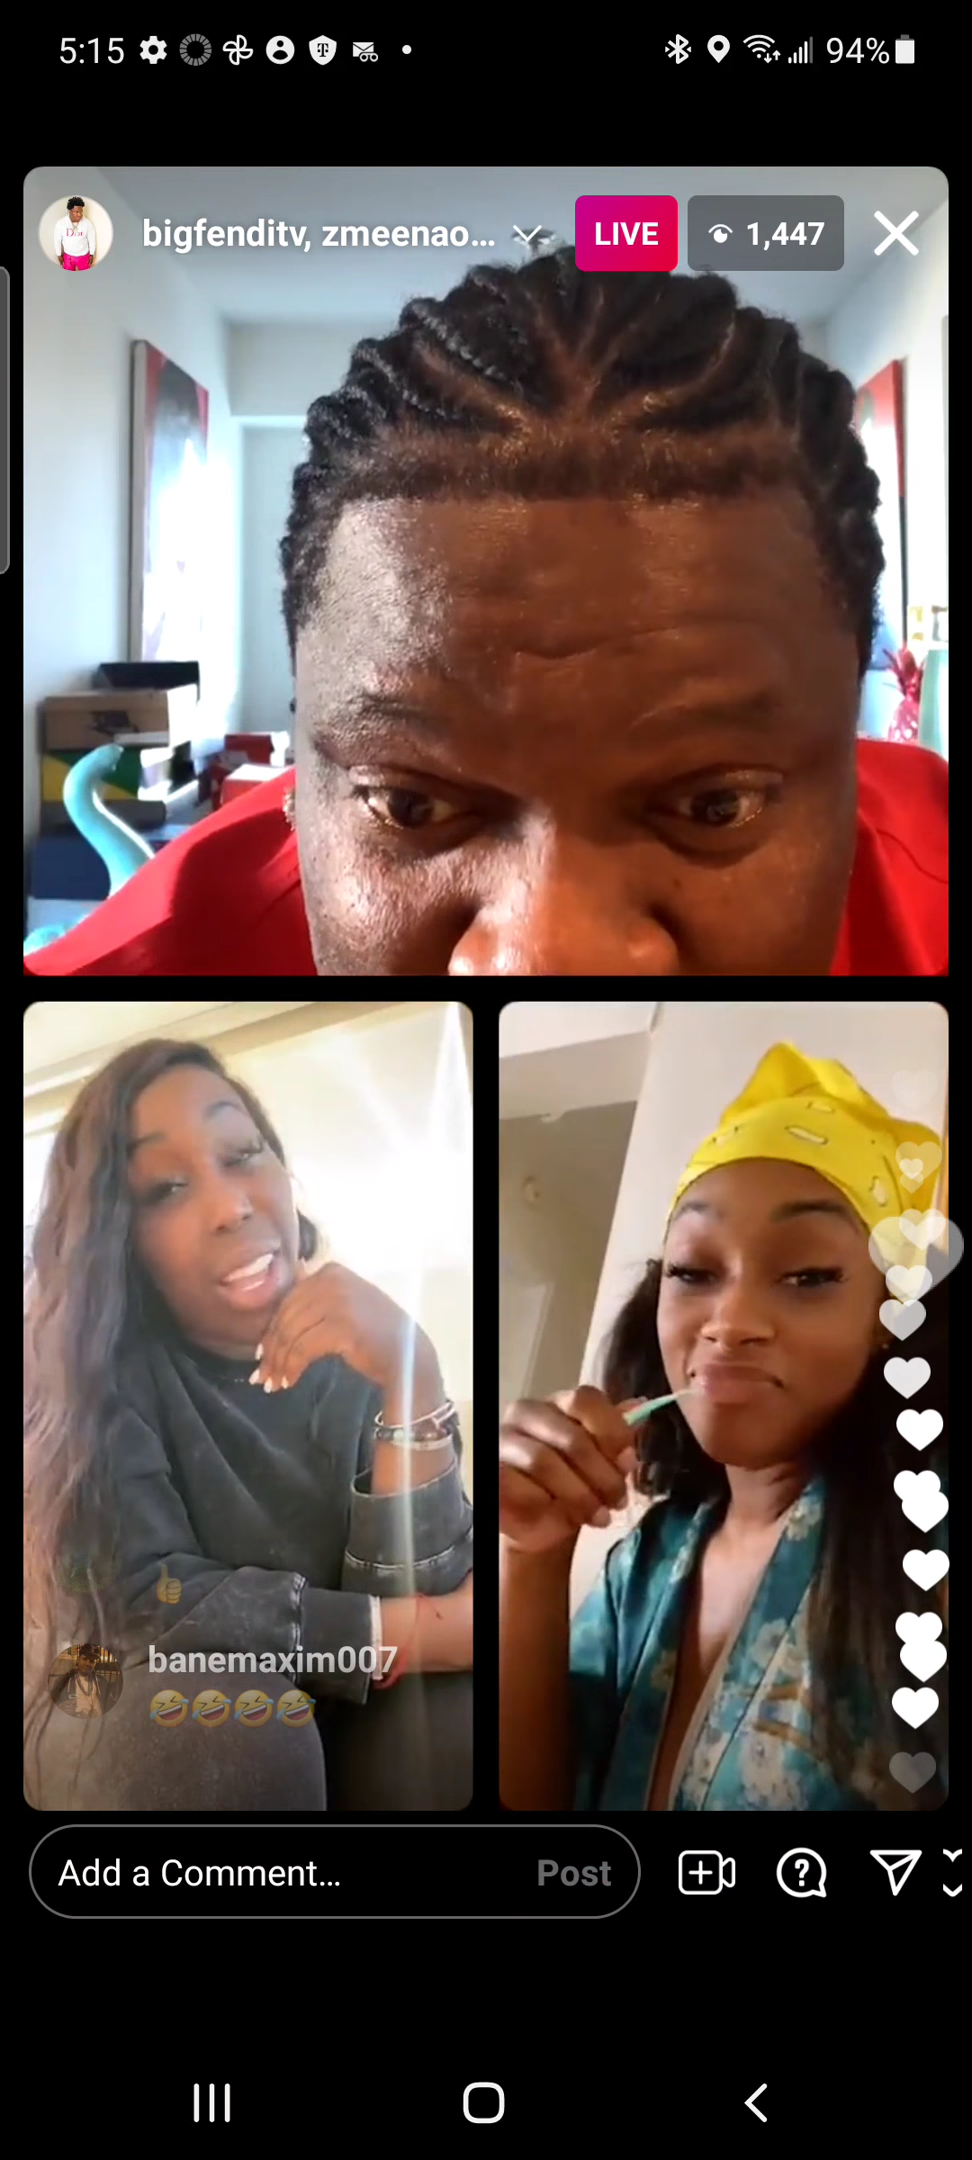 5:15
94%
bigfenditv, zmeenao...
LIVE
1,447
banemaxim007
Add a Comment...
Post